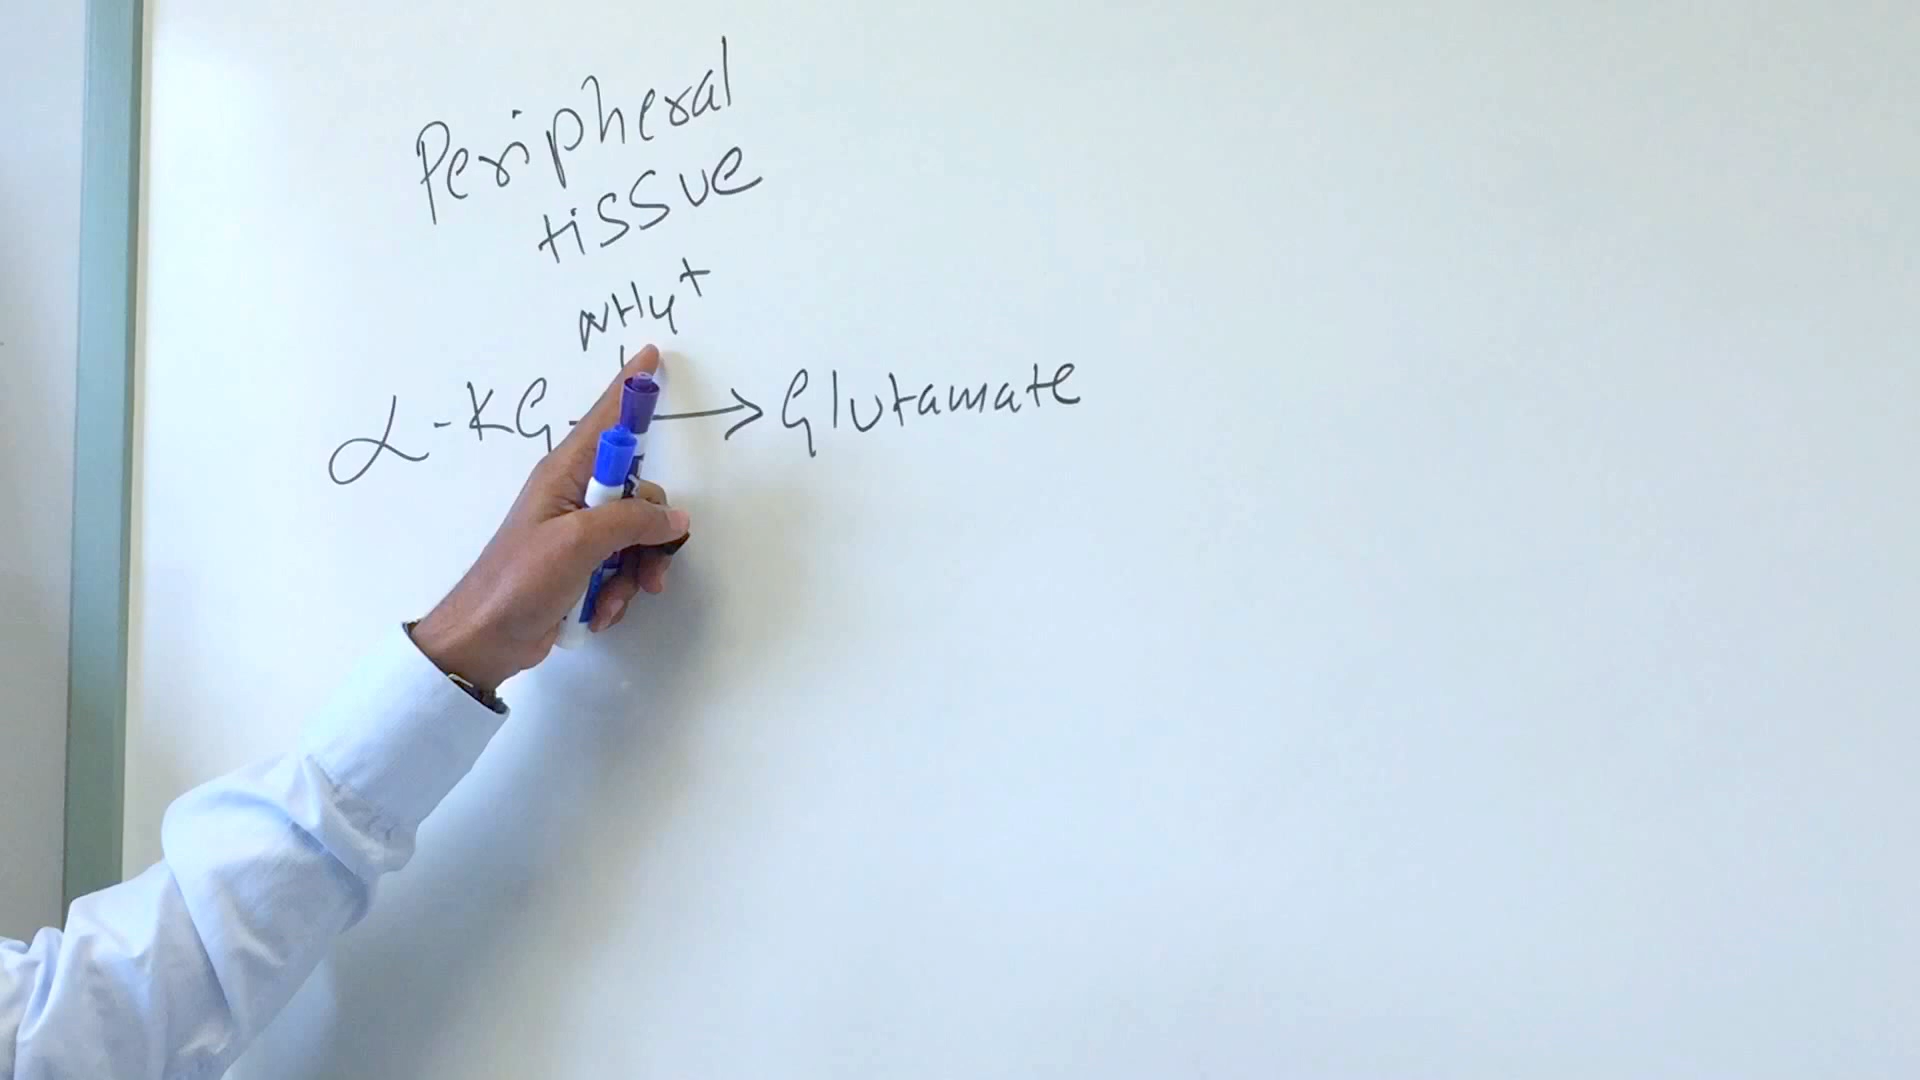 Peripheral
tissue
NH4+
α-KG → Glutamate